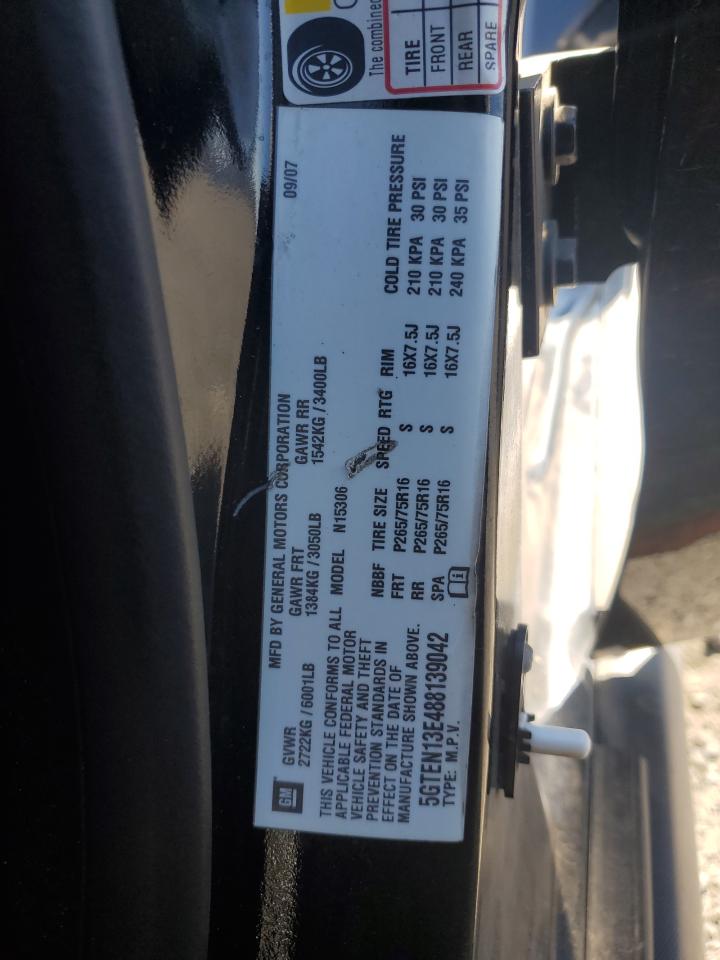 The combined
TIRE
FRONT
REAR
SPARE
MFD BY GENERAL MOTORS CORPORATION 09/07
GM
GVWR GAWR FRT GAWR RR
2722KG / 6001LB 1384KG / 3050LB 1542KG / 3400LB
THIS VEHICLE CONFORMS TO ALL
APPLICABLE FEDERAL MOTOR
VEHICLE SAFETY AND THEFT
PREVENTION STANDARDS IN
EFFECT ON THE DATE OF
MANUFACTURE SHOWN ABOVE.
5GTEN13E488139042
TYPE: M.P.V.
MODEL N15306
NBBF TIRE SIZE SPEED RTG RIM COLD TIRE PRESSURE
FRT P265/75R16 S 16X7.5J 210 KPA 30 PSI
RR P265/75R16 S 16X7.5J 210 KPA 30 PSI
SPA P265/75R16 S 16X7.5J 240 KPA 35 PSI